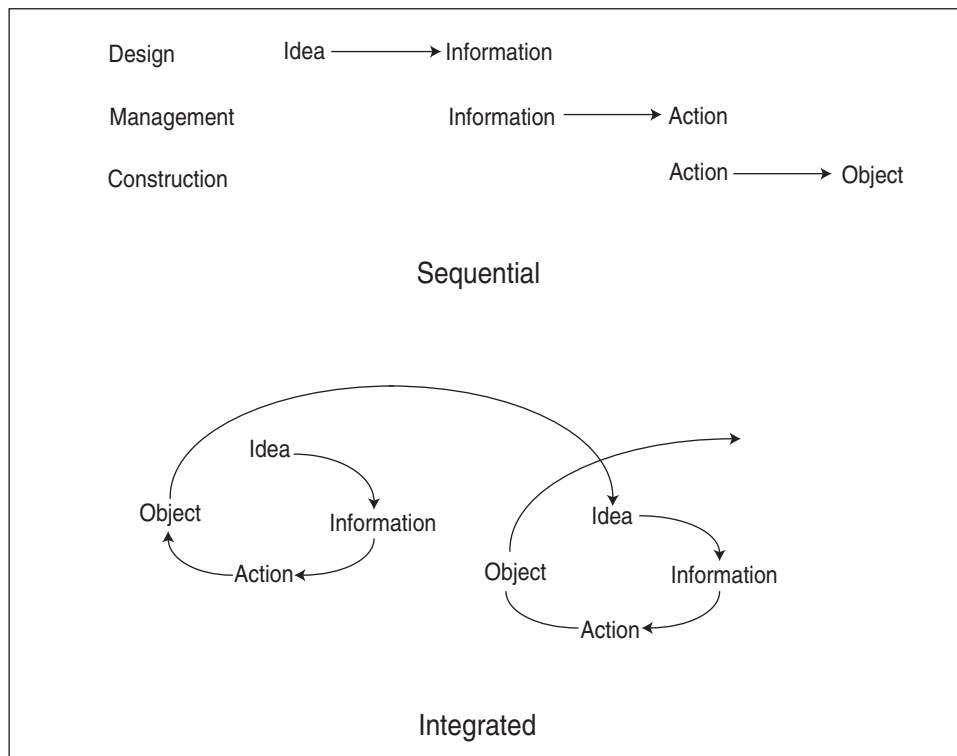 Design Idea Information
Management Information Action
Construction Action Object
Sequential
Idea
Object Information
Action
Idea
Object Information
Action
Integrated